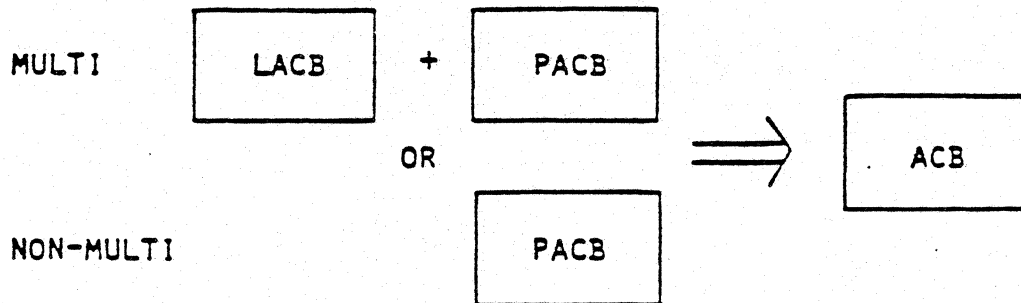 MULTI LACB + PACB
OR
ACB
NON-MULTI PACB